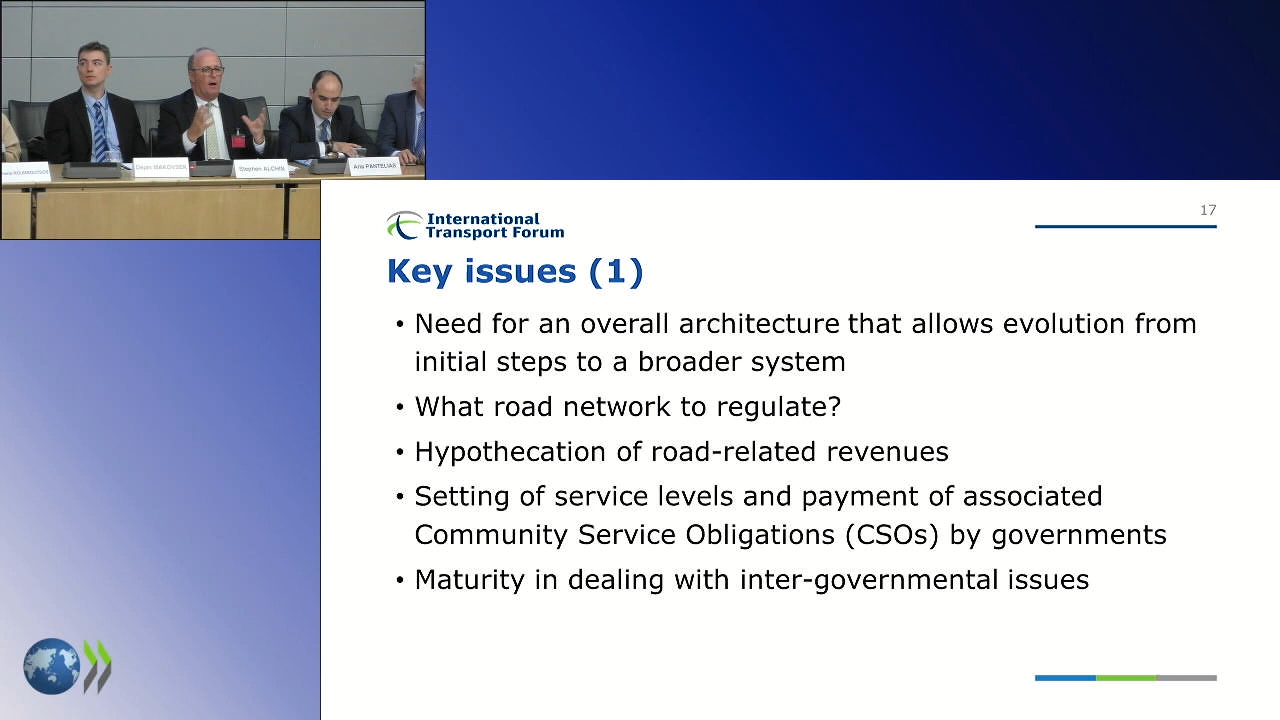 Dejan MAKOVSEK
Stephen ALCHIN
Aris PANTELIAS
International
Transport Forum
17
Key issues (1)
• Need for an overall architecture that allows evolution from
initial steps to a broader system
• What road network to regulate?
• Hypothecation of road-related revenues
• Setting of service levels and payment of associated
Community Service Obligations (CSOs) by governments
• Maturity in dealing with inter-governmental issues